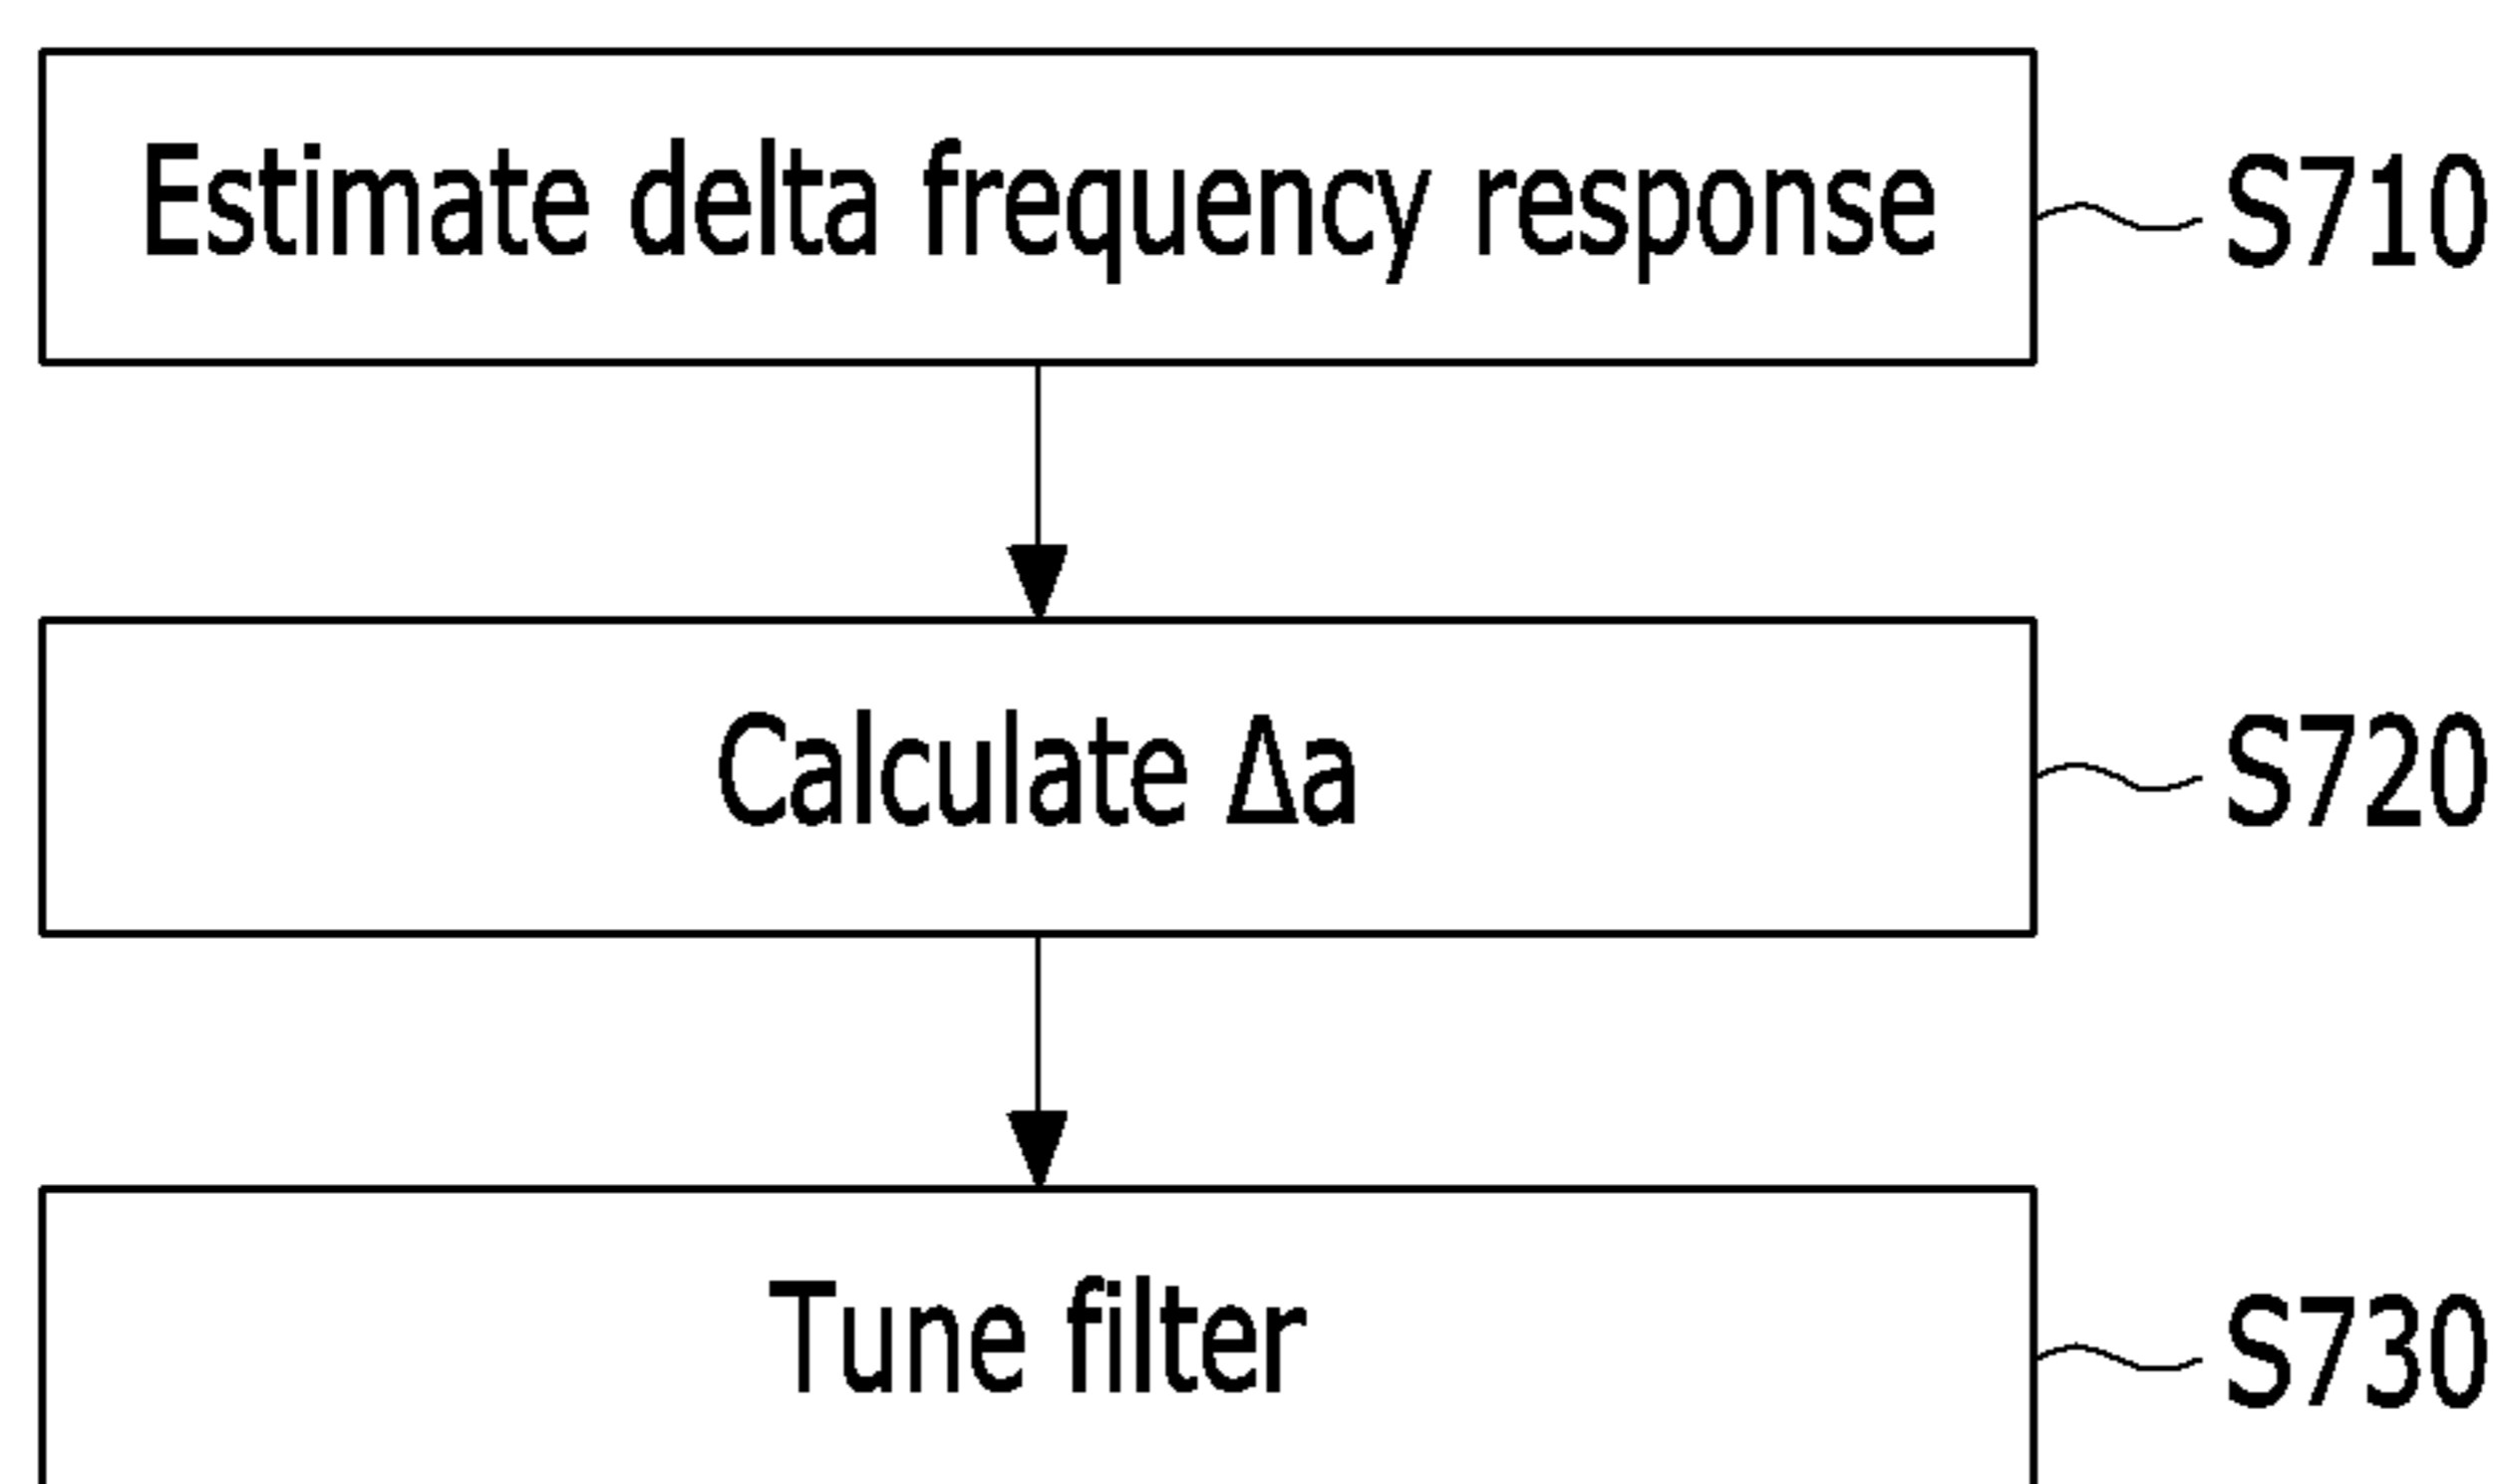 Estimate delta frequency response
S710
Calculate Δa
S720
Tune filter
S730